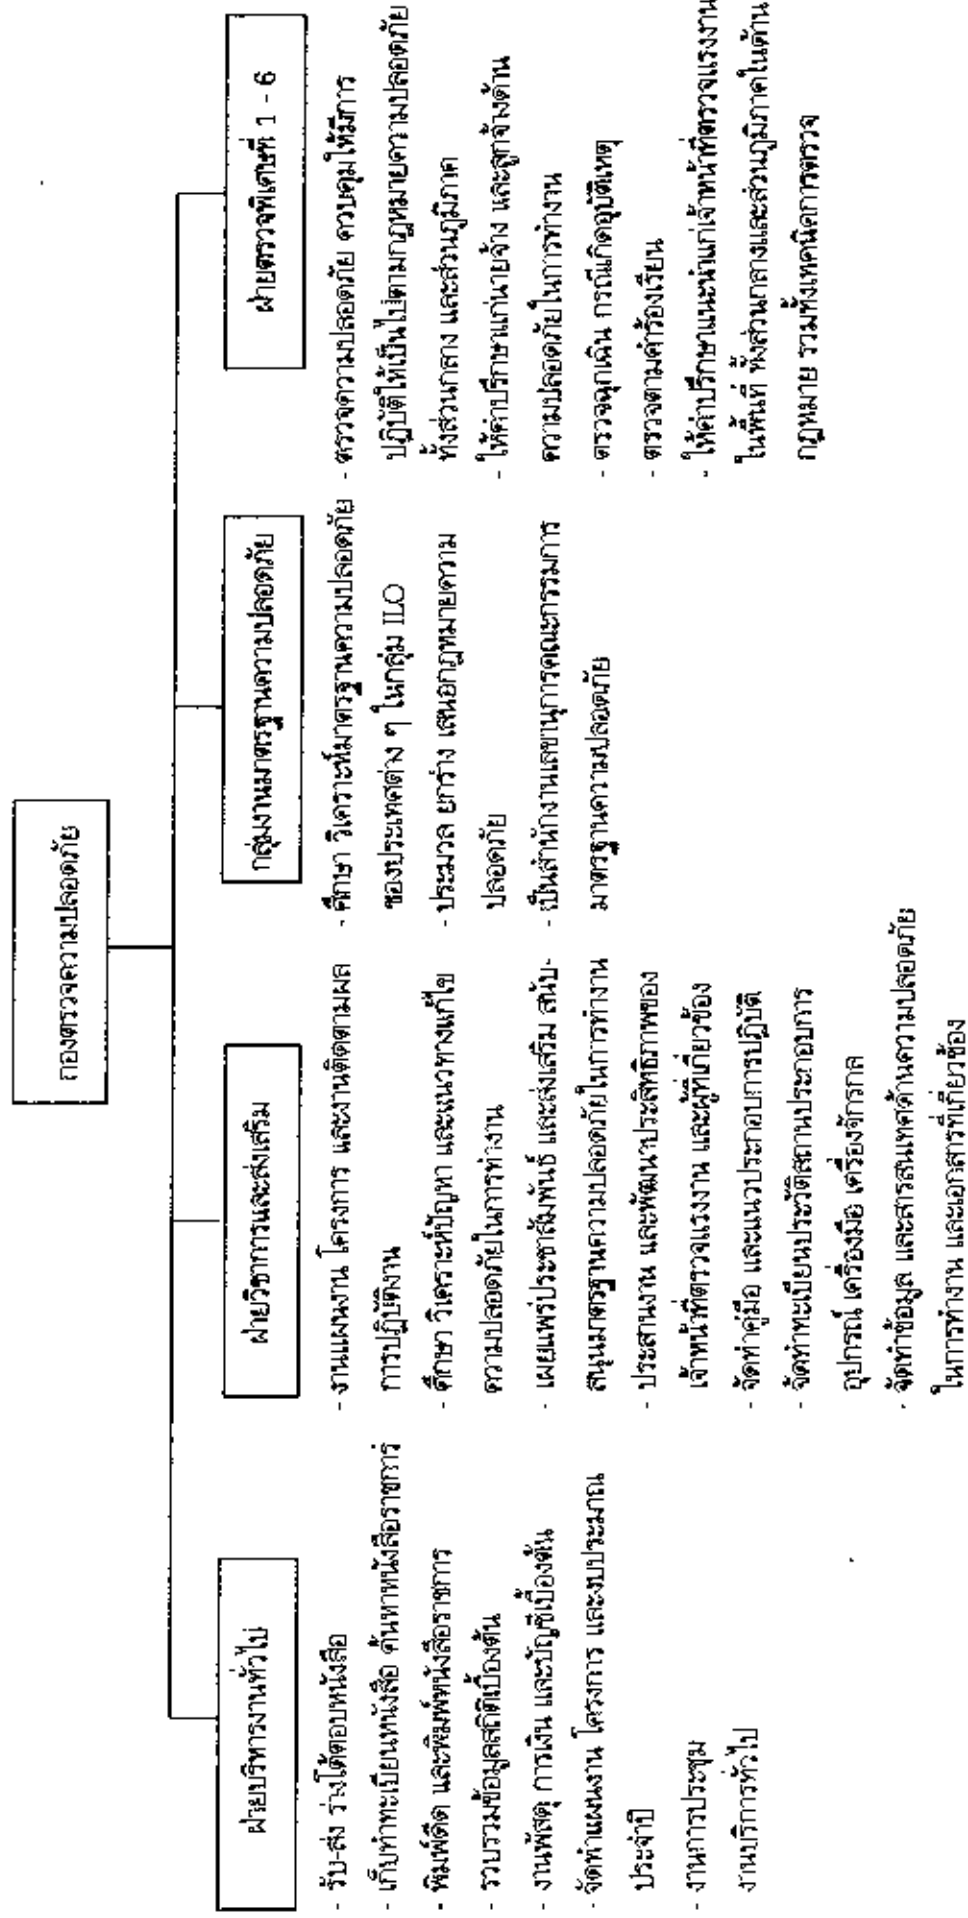 กองตรวจความปลอดภัย
ฝ่ายบริหารงานทั่วไป
- รับ-ส่ง ร่างโต้ตอบหนังสือ
- เก็บทำทะเบียนหนังสือ ค้นหาหนังสือราชการ
- พิมพ์ดีด และพิมพ์หนังสือราชการ
- รวบรวมข้อมูลสถิติเบื้องต้น
- งานพัสดุ การเงิน และบัญชีเบื้องต้น
- จัดทำแผนงาน โครงการ และงบประมาณ
ประจำปี
- งานการประชุม
งานบริการทั่วไป
ฝ่ายวิชาการและส่งเสริม
- งานแผนงาน โครงการ และงานติดตามผล
การปฏิบัติงาน
- ศึกษา วิเคราะห์ปัญหา และแนวทางแก้ไข
ความปลอดภัยในการทำงาน
- เผยแพร่ประชาสัมพันธ์ และส่งเสริม สนับ-
สนุนมาตรฐานความปลอดภัยในการทำงาน
- ประสานงาน และพัฒนาประสิทธิภาพของ
เจ้าหน้าที่ตรวจแรงงาน และผู้ที่เกี่ยวข้อง
- จัดทำคู่มือ และแนวประกอบการปฏิบัติ
- จัดทำทะเบียนประวัติสถานประกอบการ
อุปกรณ์ เครื่องมือ เครื่องจักรกล
- จัดทำข้อมูล และสารสนเทศด้านความปลอดภัย
ในการทำงาน และเอกสารที่เกี่ยวข้อง
กลุ่มงานมาตรฐานความปลอดภัย
- ศึกษา วิเคราะห์มาตรฐานความปลอดภัย
ของประเทศต่าง ๆ ในกลุ่ม ILO
- ประมวล ยกร่าง เสนอกฎหมายความ
ปลอดภัย
- เป็นสำนักงานเลขานุการคณะกรรมการ
มาตรฐานความปลอดภัย
ฝ่ายตรวจพิเศษที่ 1 - 6
- ตรวจความปลอดภัย ควบคุมให้มีการ
ปฏิบัติให้เป็นไปตามกฎหมายความปลอดภัย
ทั้งส่วนกลาง และส่วนภูมิภาค
- ให้คำปรึกษาแก่นายจ้าง และลูกจ้างด้าน
ความปลอดภัยในการทำงาน
- ตรวจฉุกเฉิน กรณีเกิดอุบัติเหตุ
- ตรวจตามคำร้องเรียน
- ให้คำปรึกษาแนะนำแก่เจ้าหน้าที่ตรวจแรงงาน
ในพื้นที่ ทั้งส่วนกลางและส่วนภูมิภาคในด้าน
กฎหมาย รวมทั้งเทคนิคการตรวจ